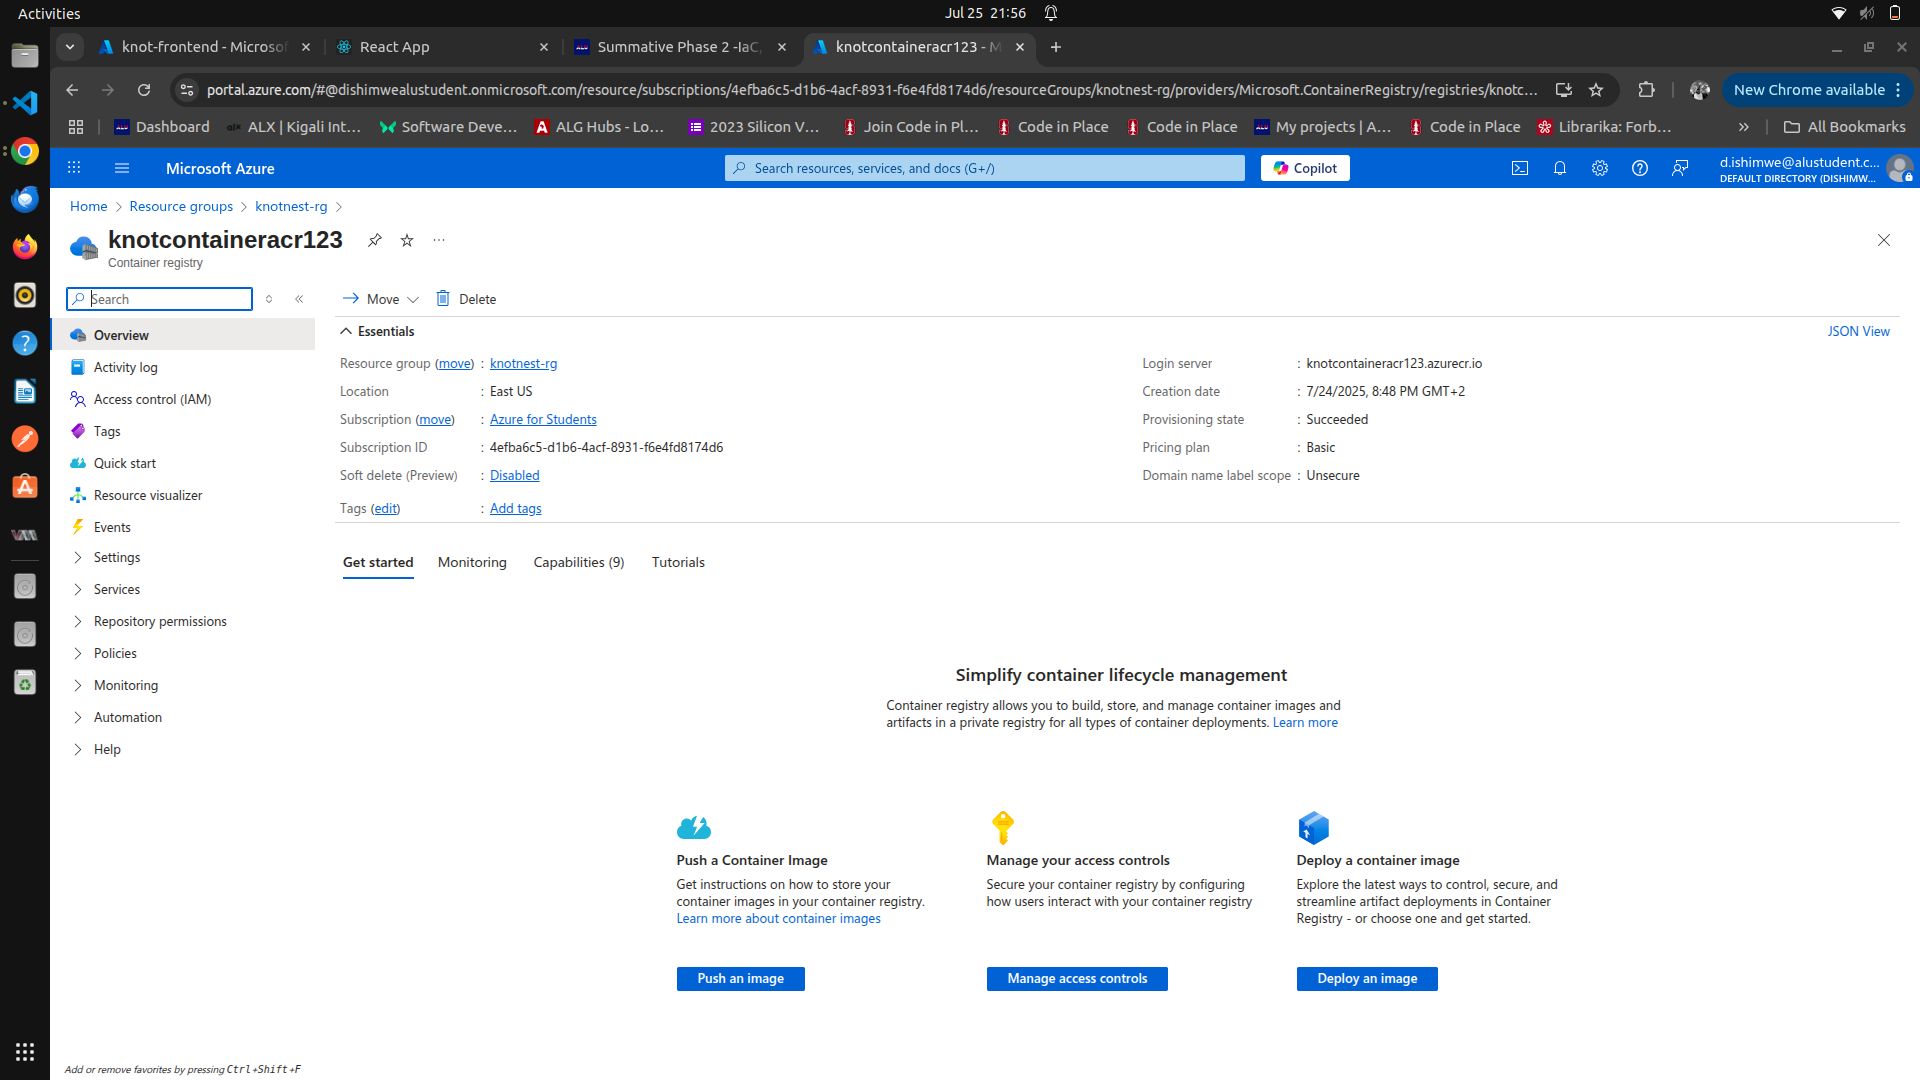 Activities
Jul 25 21:56
knot-frontend - Microsof
React App
Summative Phase 2 -IaC,
knotcontaineracr123 - M
portal.azure.com/#@dishimwealustudent.onmicrosoft.com/resource/subscriptions/4efba6c5-d1b6-4acf-8931-f6e4fd8174d6/resourceGroups/knotnest-rg/providers/Microsoft.ContainerRegistry/registries/knotc...
New Chrome available
Dashboard
ALX | Kigali Int...
Software Deve...
ALG Hubs - Lo...
2023 Silicon V...
Join Code in Pl...
Code in Place
Code in Place
My projects | A...
Code in Place
Librarika: Forb...
All Bookmarks
Microsoft Azure
Search resources, services, and docs (G+/)
Copilot
d.ishimwe@alustudent.c...
DEFAULT DIRECTORY (DISHIMW...
Home
Resource groups
knotnest-rg
knotcontaineracr123
Container registry
Search
Move
Delete
Overview
Activity log
Access control (IAM)
Tags
Quick start
Resource visualizer
Events
Settings
Services
Repository permissions
Policies
Monitoring
Automation
Help
Essentials
JSON View
Resource group (move) : knotnest-rg
Location : East US
Subscription (move) : Azure for Students
Subscription ID : 4efba6c5-d1b6-4acf-8931-f6e4fd8174d6
Soft delete (Preview) : Disabled
Tags (edit) : Add tags
Login server : knotcontaineracr123.azurecr.io
Creation date : 7/24/2025, 8:48 PM GMT+2
Provisioning state : Succeeded
Pricing plan : Basic
Domain name label scope : Unsecure
Get started
Monitoring
Capabilities (9)
Tutorials
Simplify container lifecycle management
Container registry allows you to build, store, and manage container images and
artifacts in a private registry for all types of container deployments. Learn more
Push a Container Image
Get instructions on how to store your
container images in your container registry.
Learn more about container images
Push an image
Manage your access controls
Secure your container registry by configuring
how users interact with your container registry
Manage access controls
Deploy a container image
Explore the latest ways to control, secure, and
streamline artifact deployments in Container
Registry - or choose one and get started.
Deploy an image
Add or remove favorites by pressing Ctrl+Shift+F